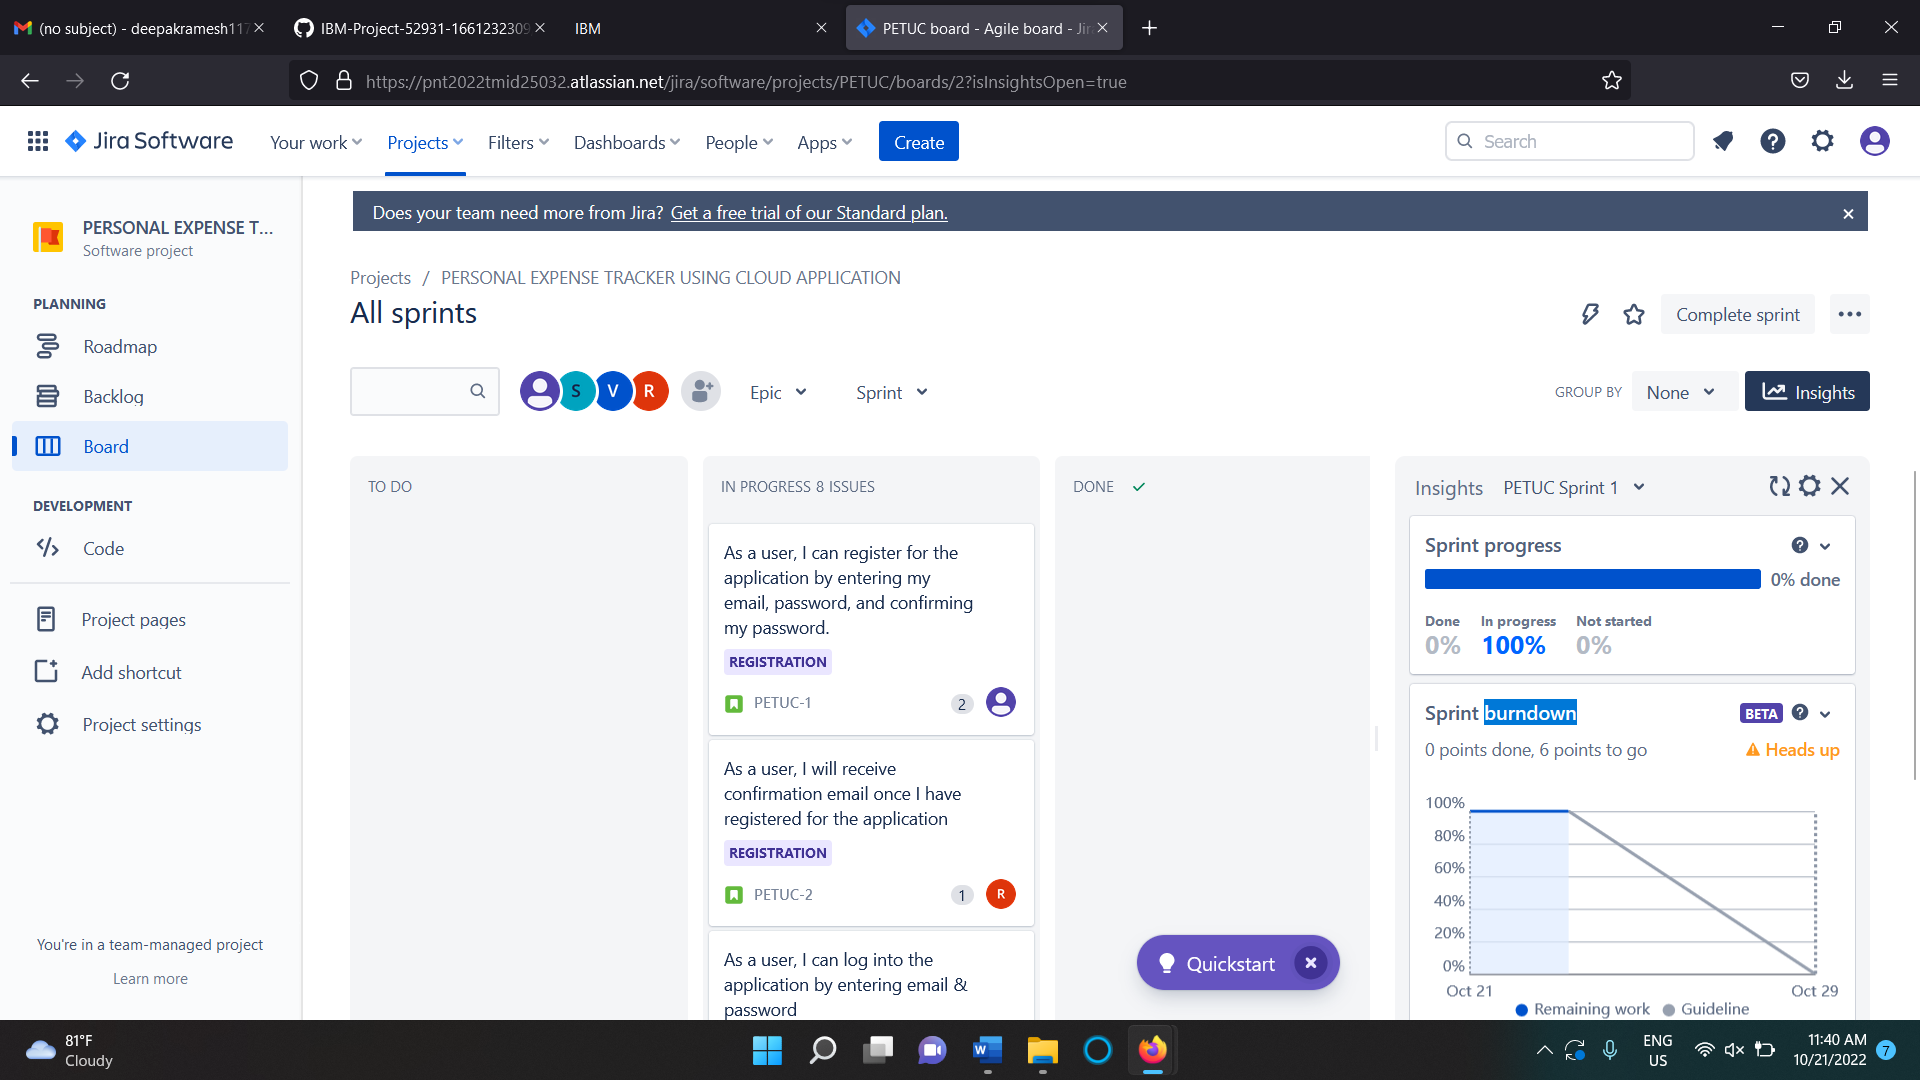 (no subject) - deepakramesh117
IBM-Project-52931-1661232309
IBM
PETUC board - Agile board - Jir
https://pnt2022tmid25032.atlassian.net/jira/software/projects/PETUC/boards/2?isInsightsOpen=true
Jira Software
Your work
Projects
Filters
Dashboards
People
Apps
Create
Search
PERSONAL EXPENSE T...
Software project
PLANNING
Roadmap
Backlog
Board
DEVELOPMENT
Code
Project pages
Add shortcut
Project settings
You're in a team-managed project
Learn more
Does your team need more from Jira? Get a free trial of our Standard plan.
Projects / PERSONAL EXPENSE TRACKER USING CLOUD APPLICATION
All sprints
Complete sprint
S
V
R
Epic
Sprint
GROUP BY
None
Insights
TO DO
IN PROGRESS 8 ISSUES
As a user, I can register for the
application by entering my
email, password, and confirming
my password.
REGISTRATION
PETUC-1
2
As a user, I will receive
confirmation email once I have
registered for the application
REGISTRATION
PETUC-2
1
R
As a user, I can log into the
application by entering email &
password
DONE
Quickstart
Insights
PETUC Sprint 1
Sprint progress
0% done
Done
In progress
Not started
0%
100%
0%
Sprint burndown
BETA
0 points done, 6 points to go
Heads up
100%
80%
60%
40%
20%
0%
Oct 21
Oct 29
Remaining work
Guideline
81°F
Cloudy
W
ENG
US
11:40 AM
10/21/2022
7